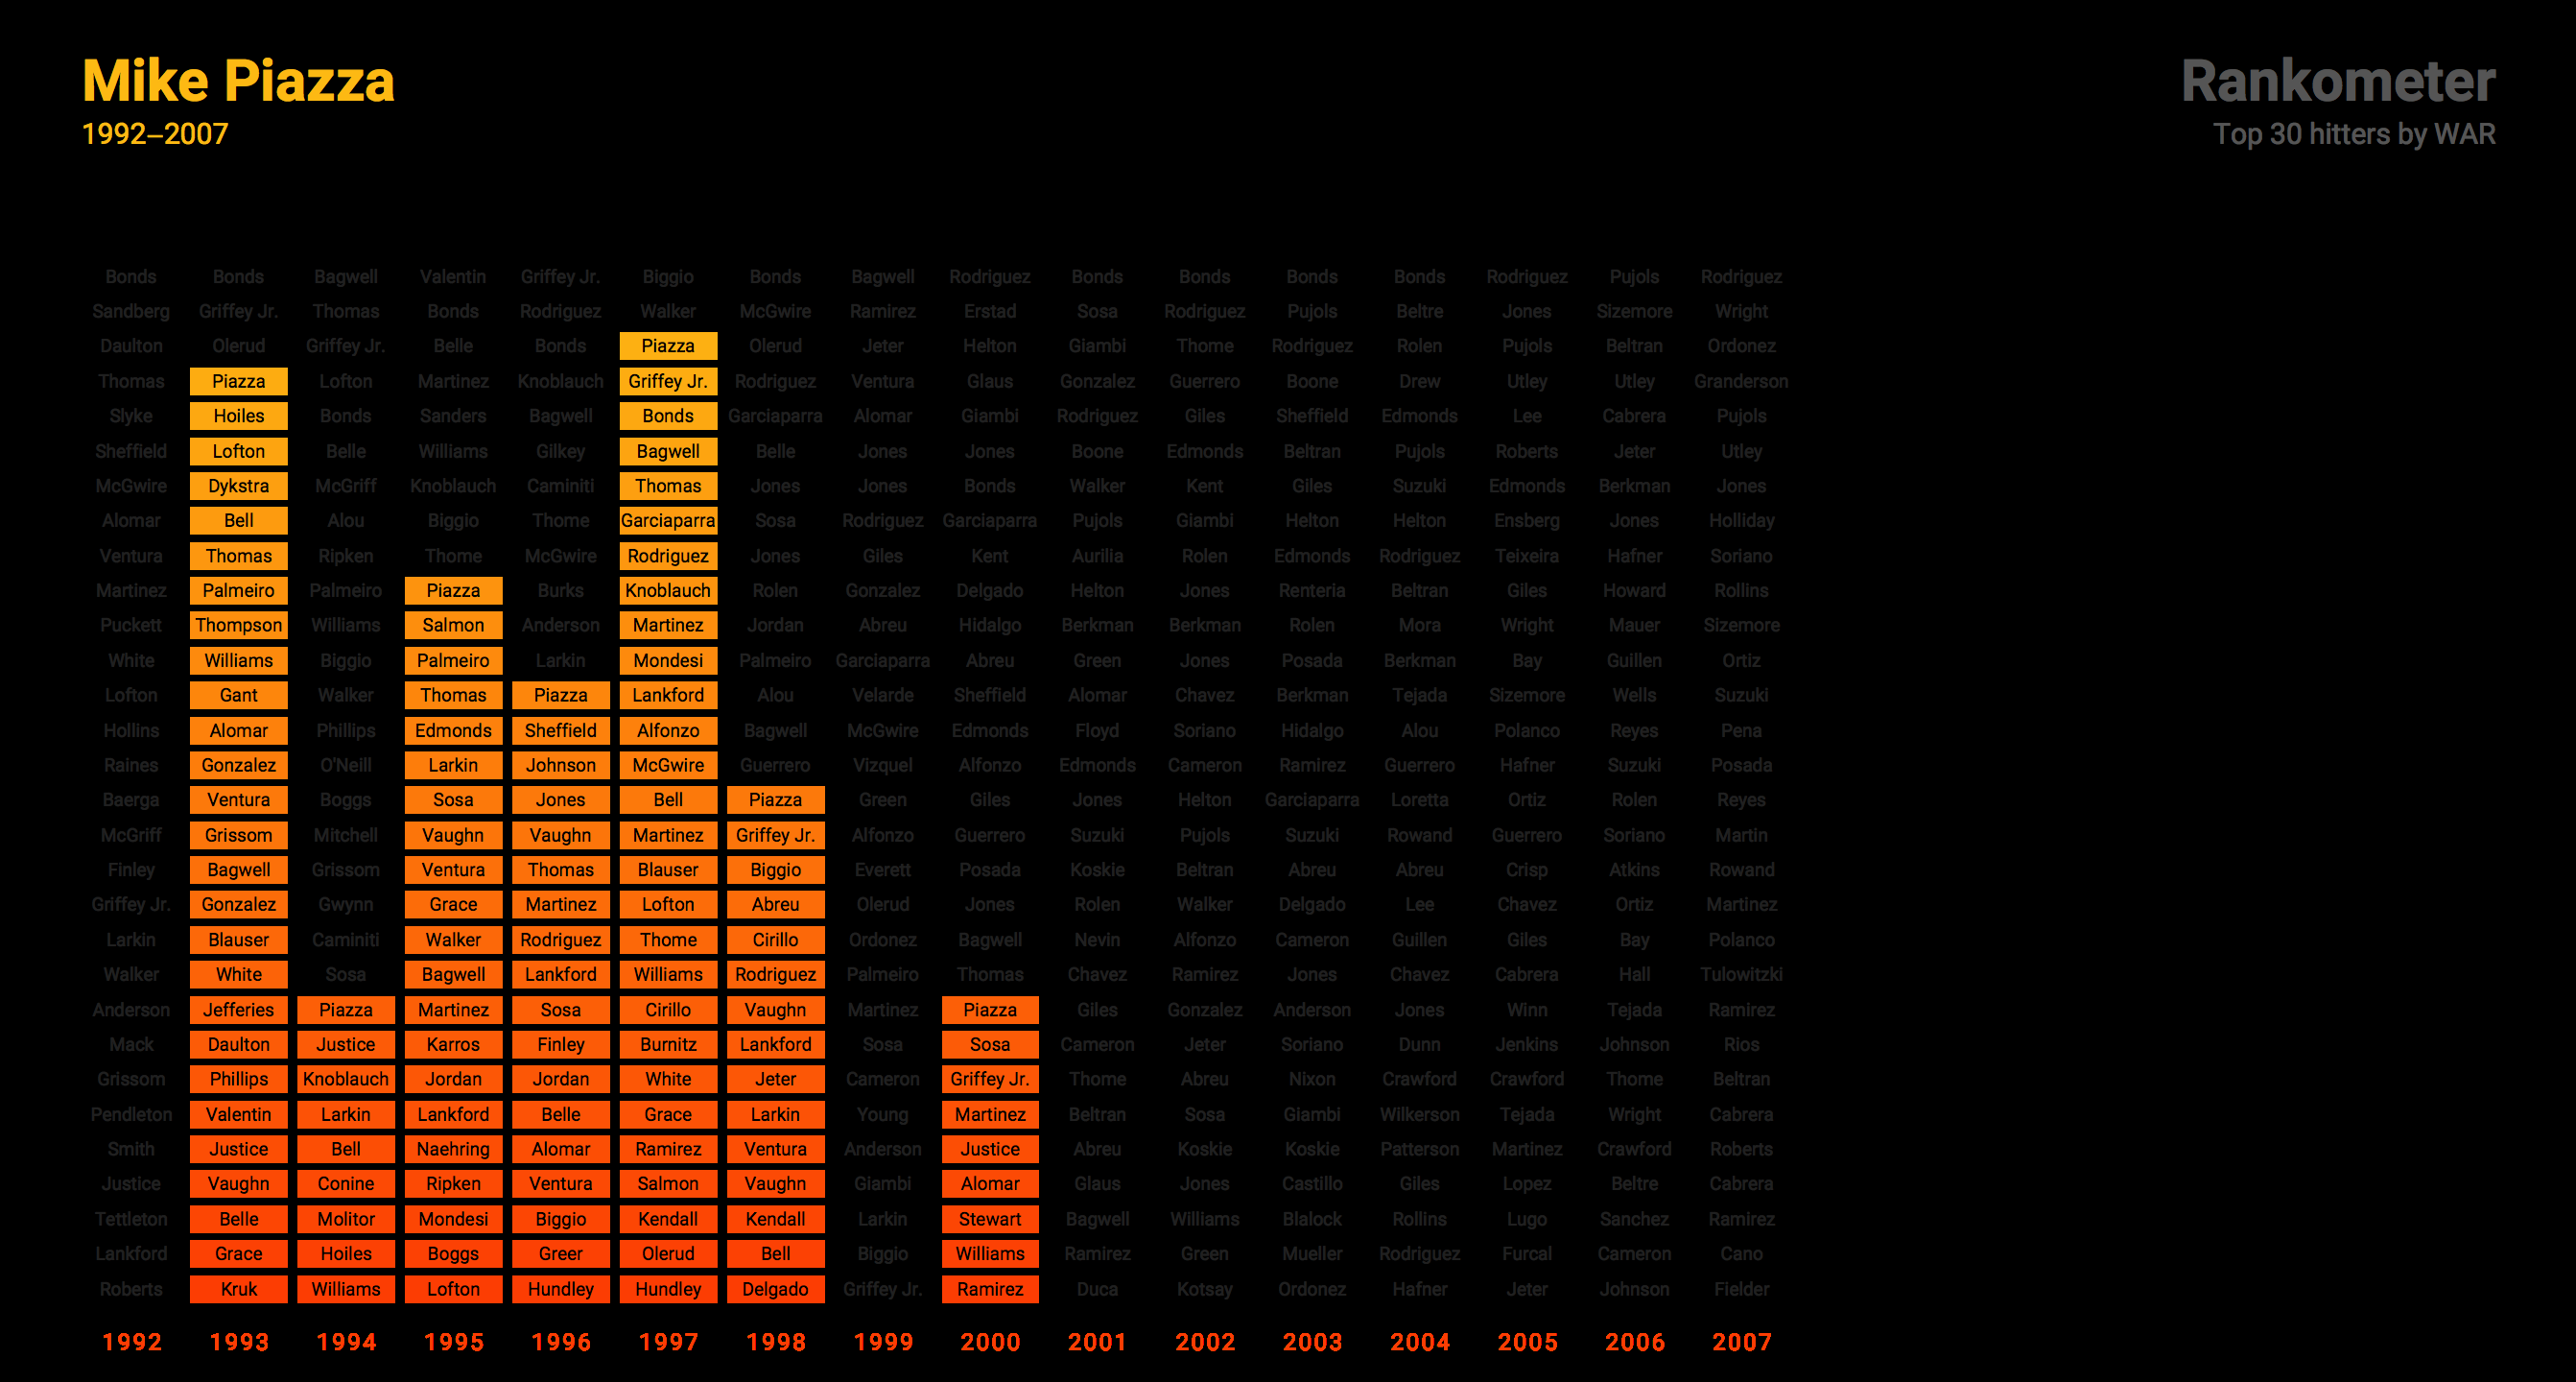 Mike Piazza
1992–2007
Rankometer
Top 30 hitters by WAR
Bonds Bonds Bagwell Valentin Griffey Jr. Biggio Bonds Bagwell Rodriguez Bonds Bonds Bonds Bonds Rodriguez Pujols Rodriguez
Sandberg Griffey Jr. Thomas Bonds Rodriguez Walker McGwire Ramirez Erstad Sosa Rodriguez Pujols Beltre Jones Sizemore Wright
Daulton Olerud Griffey Jr. Belle Bonds Piazza Olerud Jeter Helton Giambi Thome Rodriguez Rolen Pujols Beltran Ordonez
Thomas Piazza Lofton Martinez Knoblauch Griffey Jr. Rodriguez Ventura Glaus Gonzalez Guerrero Boone Drew Utley Utley Granderson
Slyke Hoiles Bonds Sanders Bagwell Bonds Garciaparra Alomar Giambi Rodriguez Giles Sheffield Edmonds Lee Cabrera Pujols
Sheffield Lofton Belle Williams Gilkey Bagwell Belle Jones Jones Boone Edmonds Beltran Pujols Roberts Jeter Utley
McGwire Dykstra McGriff Knoblauch Caminiti Thomas Jones Jones Bonds Walker Kent Giles Suzuki Edmonds Berkman Jones
Alomar Bell Alou Biggio Thome Garciaparra Sosa Rodriguez Garciaparra Pujols Giambi Helton Helton Ensberg Jones Holliday
Ventura Thomas Ripken Thome McGwire Rodriguez Jones Giles Kent Aurilia Rolen Edmonds Rodriguez Teixeira Hafner Soriano
Martinez Palmeiro Palmeiro Piazza Burks Knoblauch Rolen Gonzalez Delgado Helton Jones Renteria Beltran Giles Howard Rollins
Puckett Thompson Williams Salmon Anderson Martinez Jordan Abreu Hidalgo Berkman Berkman Rolen Mora Wright Mauer Sizemore
White Williams Biggio Palmeiro Larkin Mondesi Palmeiro Garciaparra Abreu Green Jones Posada Berkman Bay Guillen Ortiz
Lofton Gant Walker Thomas Piazza Lankford Alou Velarde Sheffield Alomar Chavez Berkman Tejada Sizemore Wells Suzuki
Hollins Alomar Phillips Edmonds Sheffield Alfonzo Bagwell McGwire Edmonds Floyd Soriano Hidalgo Alou Polanco Reyes Pena
Raines Gonzalez O'Neill Larkin Johnson McGwire Guerrero Vizquel Alfonzo Edmonds Cameron Ramirez Guerrero Hafner Suzuki Posada
Baerga Ventura Boggs Sosa Jones Bell Piazza Green Giles Jones Helton Garciaparra Loretta Ortiz Rolen Reyes
McGriff Grissom Mitchell Vaughn Vaughn Martinez Griffey Jr. Alfonzo Guerrero Suzuki Pujols Suzuki Rowand Guerrero Soriano Martin
Finley Bagwell Grissom Ventura Thomas Blauser Biggio Everett Posada Koskie Beltran Abreu Abreu Crisp Atkins Rowand
Griffey Jr. Gonzalez Gwynn Grace Martinez Lofton Abreu Olerud Jones Rolen Walker Delgado Lee Chavez Ortiz Martinez
Larkin Blauser Caminiti Walker Rodriguez Thome Cirillo Ordonez Bagwell Nevin Alfonzo Cameron Guillen Giles Bay Polanco
Walker White Sosa Bagwell Lankford Williams Rodriguez Palmeiro Thomas Chavez Ramirez Jones Chavez Cabrera Hall Tulowitzki
Anderson Jefferies Piazza Martinez Sosa Cirillo Vaughn Martinez Piazza Giles Gonzalez Anderson Jones Winn Tejada Ramirez
Mack Daulton Justice Karros Finley Burnitz Lankford Sosa Sosa Cameron Jeter Soriano Dunn Jenkins Johnson Rios
Grissom Phillips Knoblauch Jordan Jordan White Jeter Cameron Griffey Jr. Thome Abreu Nixon Crawford Crawford Thome Beltran
Pendleton Valentin Larkin Lankford Belle Grace Larkin Young Martinez Beltran Sosa Giambi Wilkerson Tejada Wright Cabrera
Smith Justice Bell Naehring Alomar Ramirez Ventura Anderson Justice Abreu Koskie Koskie Patterson Martinez Crawford Roberts
Justice Vaughn Conine Ripken Ventura Salmon Vaughn Giambi Alomar Glaus Jones Castillo Giles Lopez Beltre Cabrera
Tettleton Belle Molitor Mondesi Biggio Kendall Kendall Larkin Stewart Bagwell Williams Blalock Rollins Lugo Sanchez Ramirez
Lankford Grace Hoiles Boggs Greer Olerud Bell Biggio Williams Ramirez Green Mueller Rodriguez Furcal Cameron Cano
Roberts Kruk Williams Lofton Hundley Hundley Delgado Griffey Jr. Ramirez Duca Kotsay Ordonez Hafner Jeter Johnson Fielder
1992 1993 1994 1995 1996 1997 1998 1999 2000 2001 2002 2003 2004 2005 2006 2007